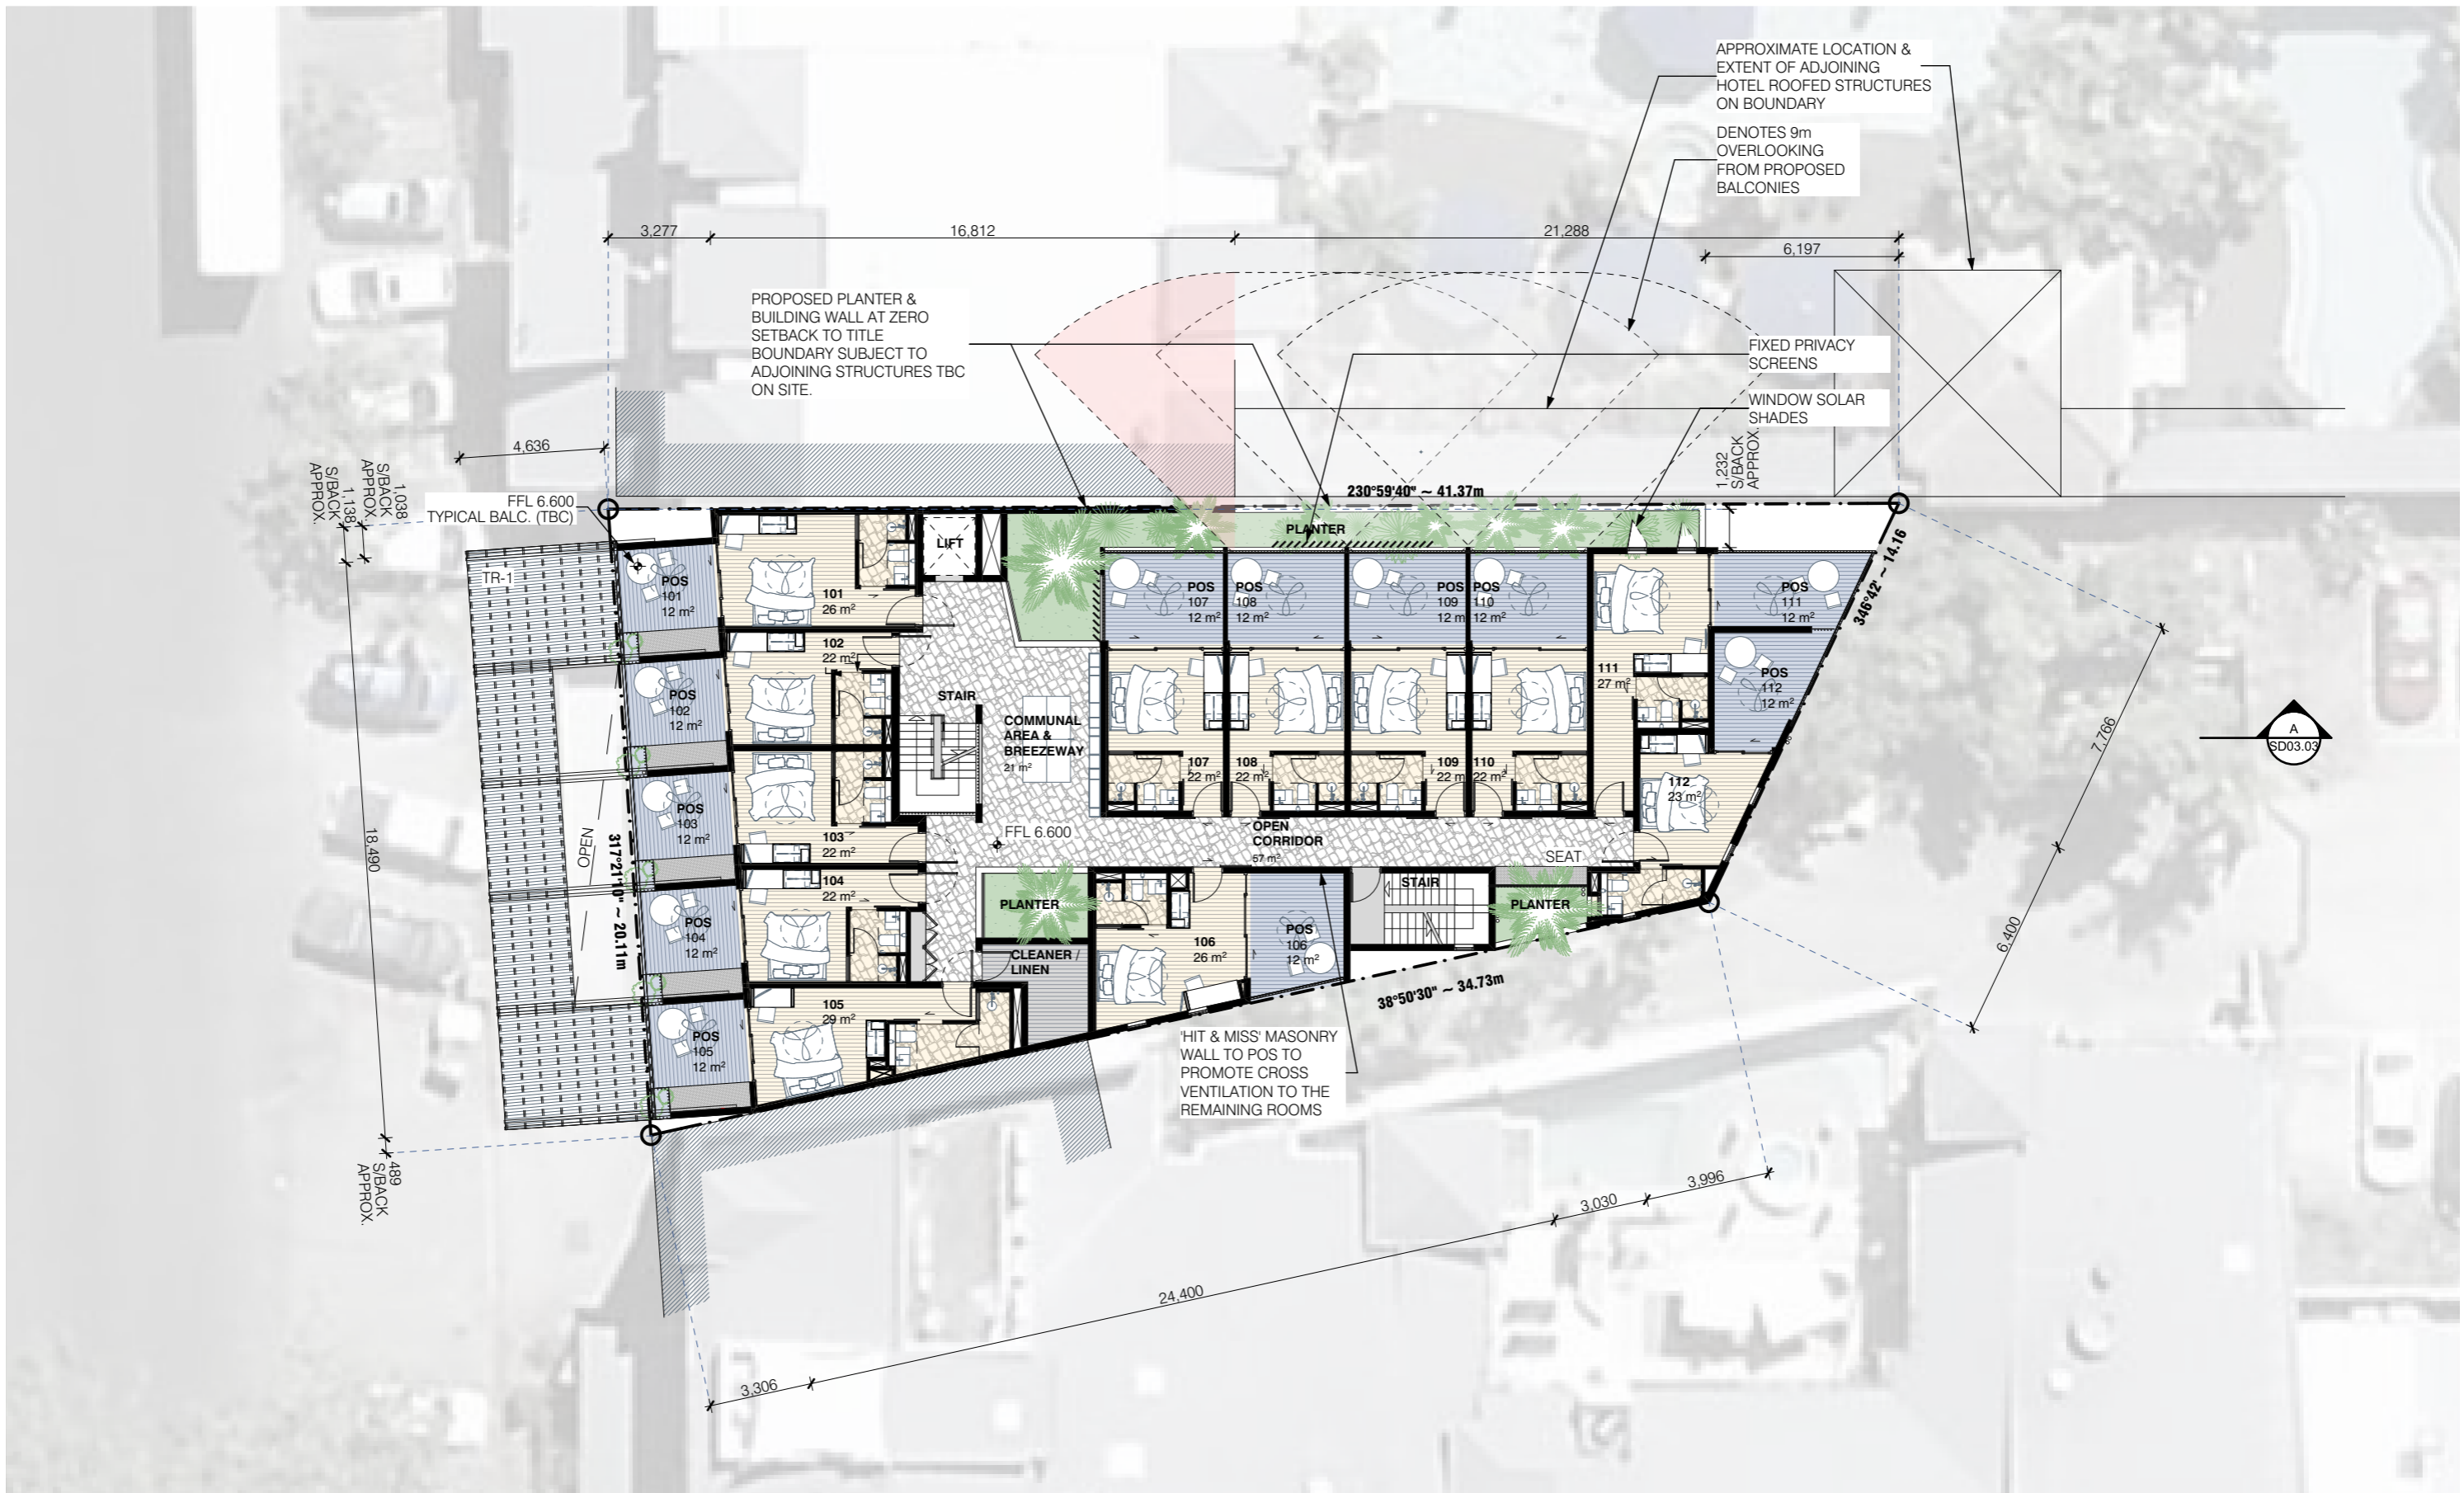 APPROXIMATE LOCATION &
EXTENT OF ADJOINING
HOTEL ROOFED STRUCTURES
ON BOUNDARY
DENOTES 9m
OVERLOOKING
FROM PROPOSED
BALCONIES
3,277
16,812
21,288
6,197
PROPOSED PLANTER &
BUILDING WALL AT ZERO
SETBACK TO TITLE
BOUNDARY SUBJECT TO
ADJOINING STRUCTURES TBC
ON SITE.
FIXED PRIVACY
SCREENS
WINDOW SOLAR
SHADES
1,232
S/BACK
APPROX.
4,636
1,038
S/BACK
APPROX.
1,138
S/BACK
APPROX.
FFL 6.600
TYPICAL BALC. (TBC)
230°59'40" ~ 41.37m
346°42' ~ 14.16
TR-1
POS
101
12 m²
101
26 m²
LIFT
PLANTER
POS
107
12 m²
POS
108
12 m²
POS
109
12 m
POS
110
12 m²
POS
111
12 m²
102
22 m²
POS
102
12 m²
STAIR
COMMUNAL
AREA &
BREEZEWAY
21 m²
111
27 m²
POS
112
12 m²
7,766
A
SD03.03
107
22 m²
108
22 m²
109
22 m
110
22 m²
112
23 m²
POS
103
12 m²
103
22 m²
OPEN
317°21'10" ~ 20.11m
18,490
FFL 6.600
OPEN
CORRIDOR
57 m²
SEAT
104
22 m²
POS
104
12 m²
PLANTER
STAIR
PLANTER
CLEANER /
LINEN
106
26 m²
POS
106
12 m²
6,400
38°50'30" ~ 34.73m
105
29 m²
POS
105
12 m²
'HIT & MISS' MASONRY
WALL TO POS TO
PROMOTE CROSS
VENTILATION TO THE
REMAINING ROOMS
489
S/BACK
APPROX.
3,996
3,030
24,400
3,306